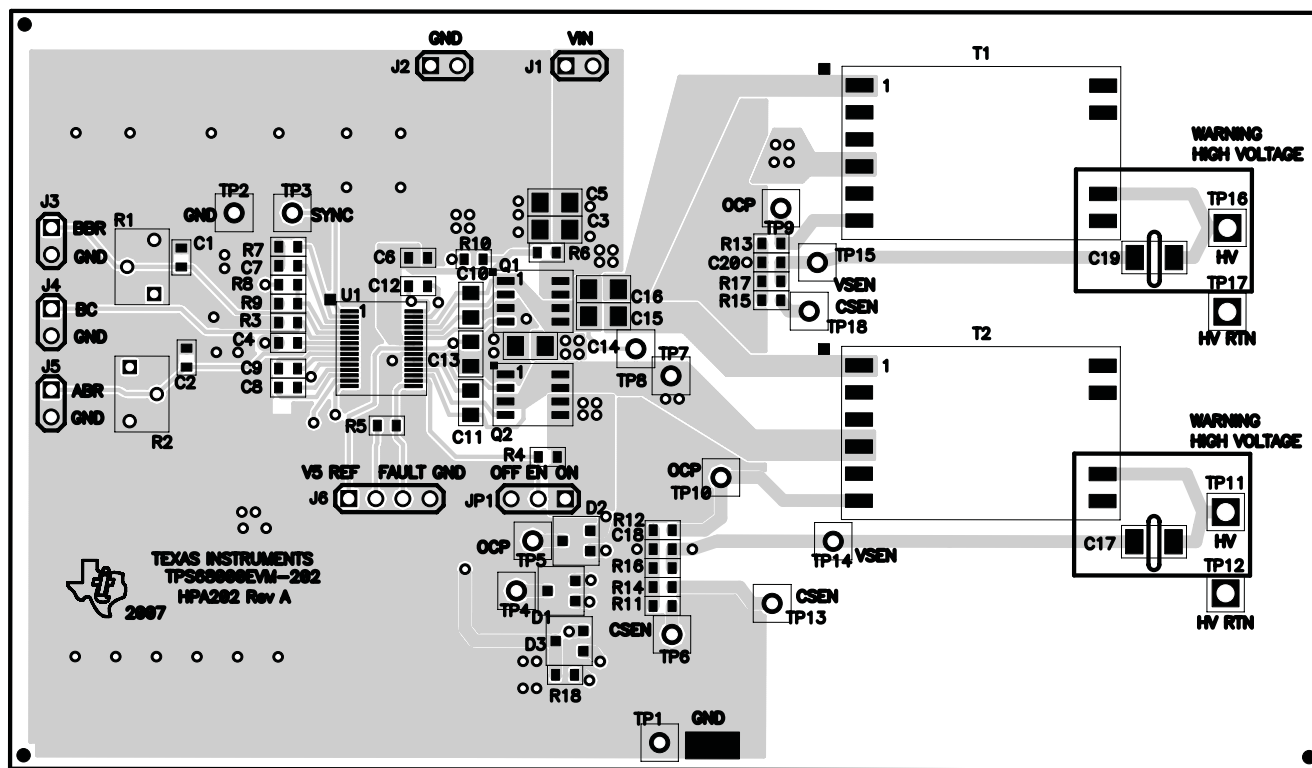 GND
VIN
J2
J1
T1
1
WARNING
HIGH VOLTAGE
J3
TP2
TP3
C5
TP16
BBR
R1
GND
SYNC
C3
OCP
TP9
GND
C1
R7
R10
R6
R13
HV
C7
C6
C20
TP15
C19
J4
R8
C10
Q1
R17
VSEN
TP17
C12
1
C16
R15
CSEN
BC
R9
U1
C15
TP18
R3
1
HV RTN
GND
C4
C13
C14
T2
J5
C2
C9
TP7
1
1
ABR
C8
TP8
GND
C11
R5
Q2
WARNING
HIGH VOLTAGE
R2
R4
V5 REF
FAULT
GND
OFF
EN
ON
OCP
TP10
TP11
J6
JP1
D2
R12
C18
OCP
TP5
C17
HV
TP14
VSEN
TEXAS INSTRUMENTS
R16
TP12
TPS68000EVM-202
R14
CSEN
HPA202 Rev A
TP4
R11
TP13
2007
D1
HV RTN
CSEN
D3
TP6
R18
TP1
GND